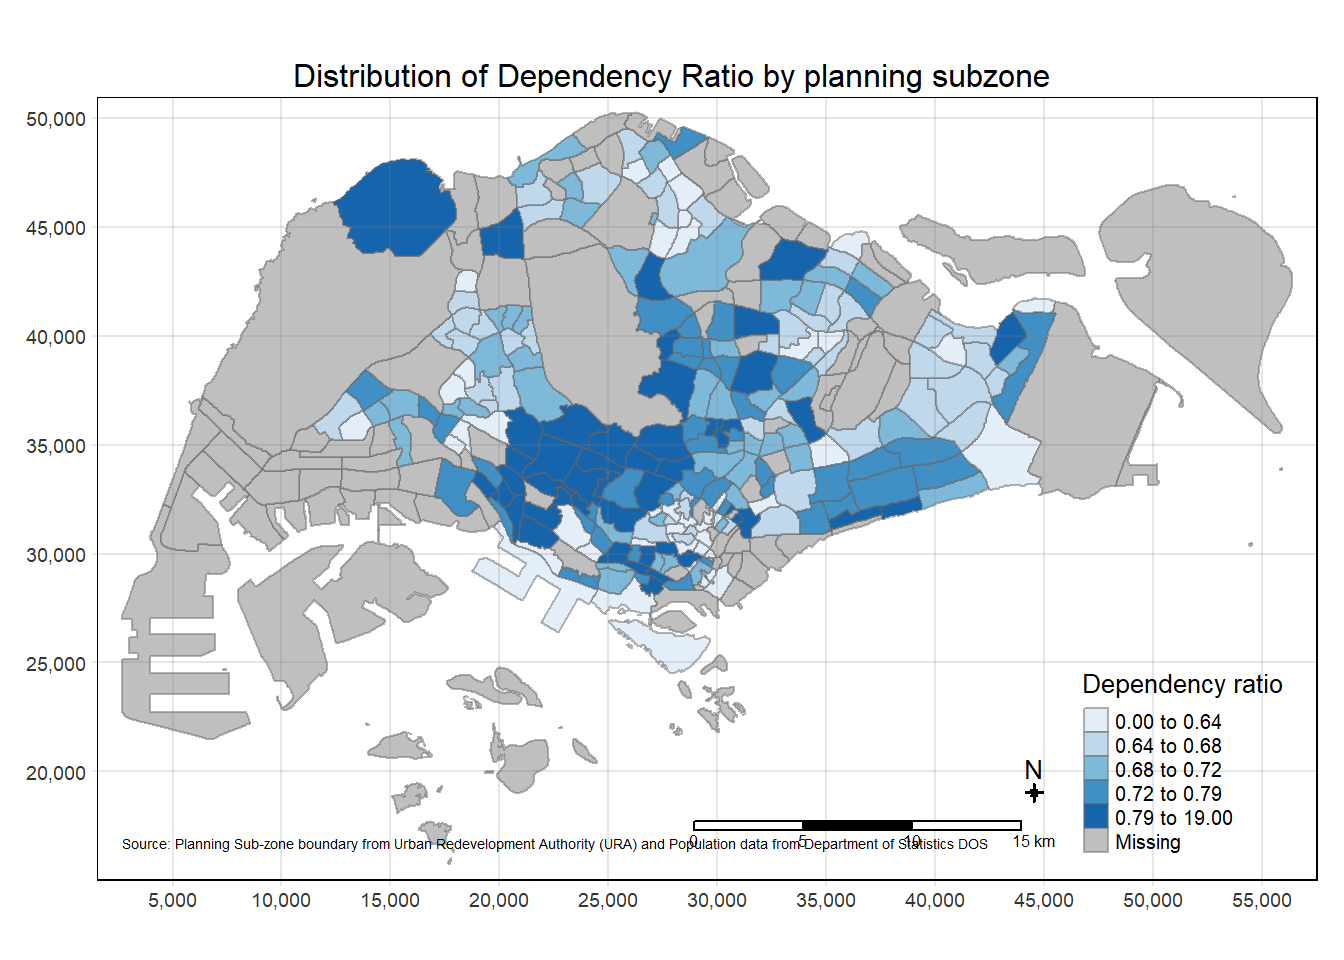 Distribution of Dependency Ratio by planning subzone
50,000
45,000
40,000
35,000
30,000
25,000
20,000
Dependency ratio
0.00 to 0.64
0.64 to 0.68
0.68 to 0.72
0.72 to 0.79
0.79 to 19.00
Missing
N
0 5 10 15 km
Source: Planning Sub-zone boundary from Urban Redevelopment Authority (URA) and Population data from Department of Statistics DOS
5,000 10,000 15,000 20,000 25,000 30,000 35,000 40,000 45,000 50,000 55,000